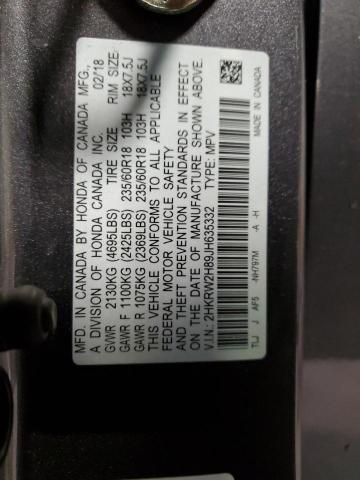 MFD. IN CANADA BY HONDA OF CANADA MFG.,
A DIVISION OF HONDA CANADA INC. 02/18
GVWR 2130KG (4695LBS) TIRE SIZE RIM SIZE
GAWR F 1100KG (2425LBS) 235/60R18 103H 18X7.5J
GAWR R 1075KG (2369LBS) 235/60R18 103H 18X7.5J
THIS VEHICLE CONFORMS TO ALL APPLICABLE
FEDERAL MOTOR VEHICLE SAFETY AND BUMPER
AND THEFT PREVENTION STANDARDS IN EFFECT
ON THE DATE OF MANUFACTURE SHOWN ABOVE.
V.I.N.: 2HKRW2H89JH635332 TYPE: MPV
TLJ J AF5 -NH797M -A -H MADE IN CANADA